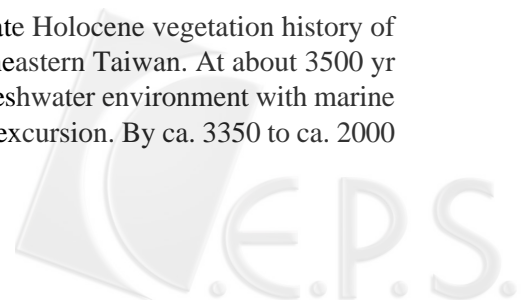 ate Holocene vegetation history of
eastern Taiwan. At about 3500 yr
eshwater environment with marine
excursion. By ca. 3350 to ca. 2000
C.E.P.S.